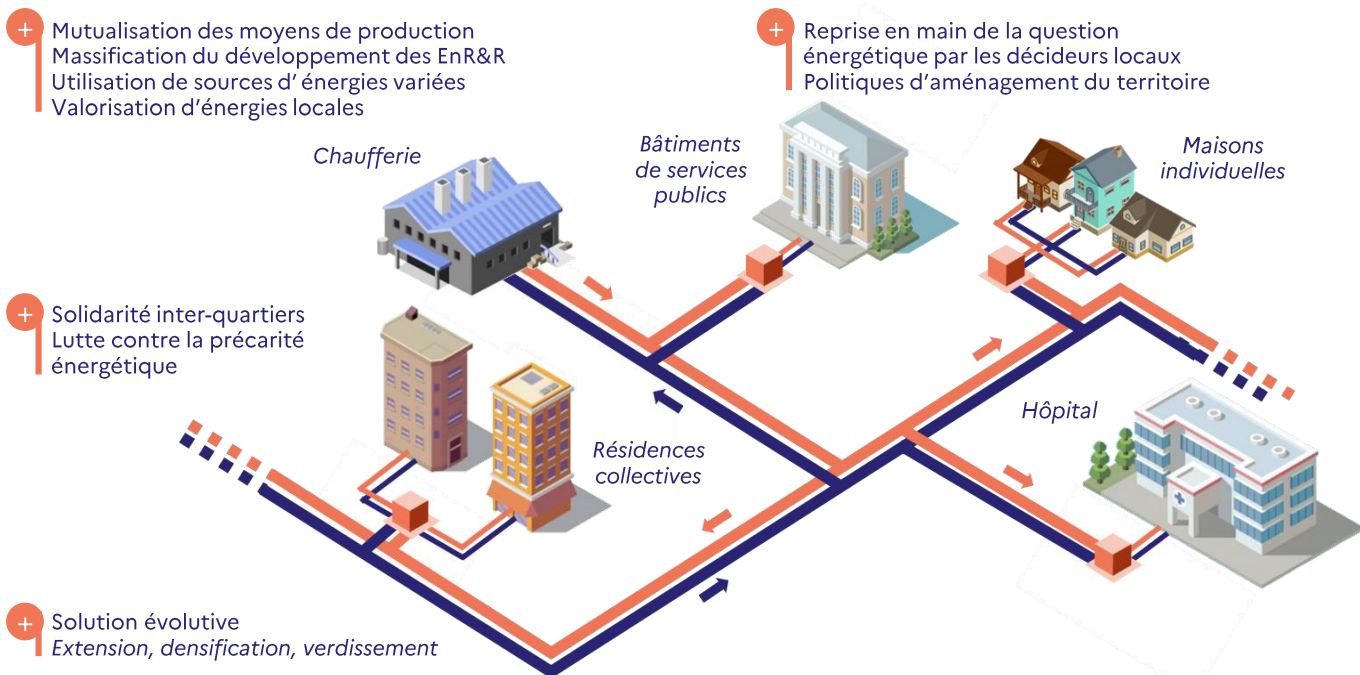 + Mutualisation des moyens de production
Massification du développement des EnR&R
Utilisation de sources d’ énergies variées
Valorisation d’énergies locales
+ Reprise en main de la question
énergétique par les décideurs locaux
Politiques d’aménagement du territoire
Chaufferie
Bâtiments
de services
publics
Maisons
individuelles
+ Solidarité inter-quartiers
Lutte contre la précarité
énergétique
Résidences
collectives
Hôpital
+ Solution évolutive
Extension, densification, verdissement